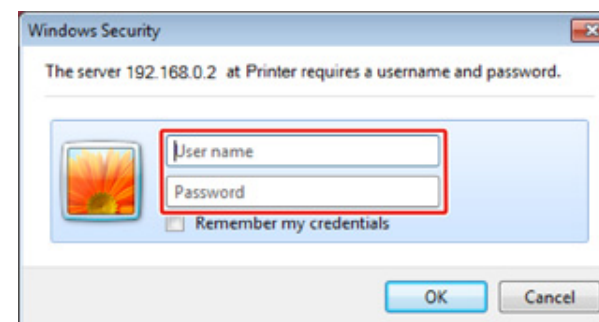 Windows Security
The server 192.168.0.2 at Printer requires a username and password.
User name
Password
Remember my credentials
OK Cancel